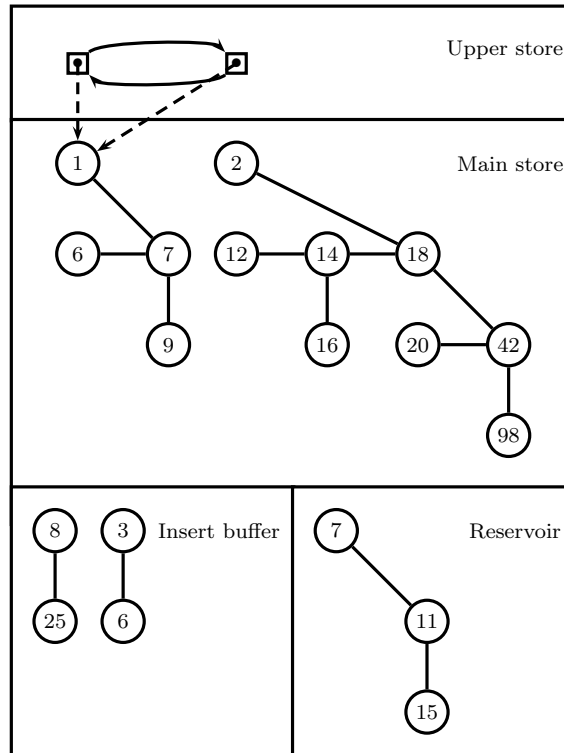 Upper store
1 2 Main store
6 7 12 14 18
9 16 20 42
98
8 3 Insert buffer 7 Reservoir
25 6 11
15